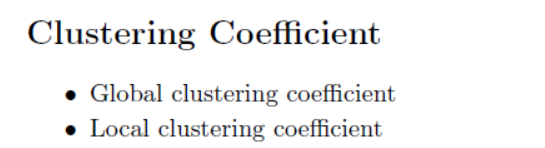 Clustering Coefficient
• Global clustering coefficient
• Local clustering coefficient